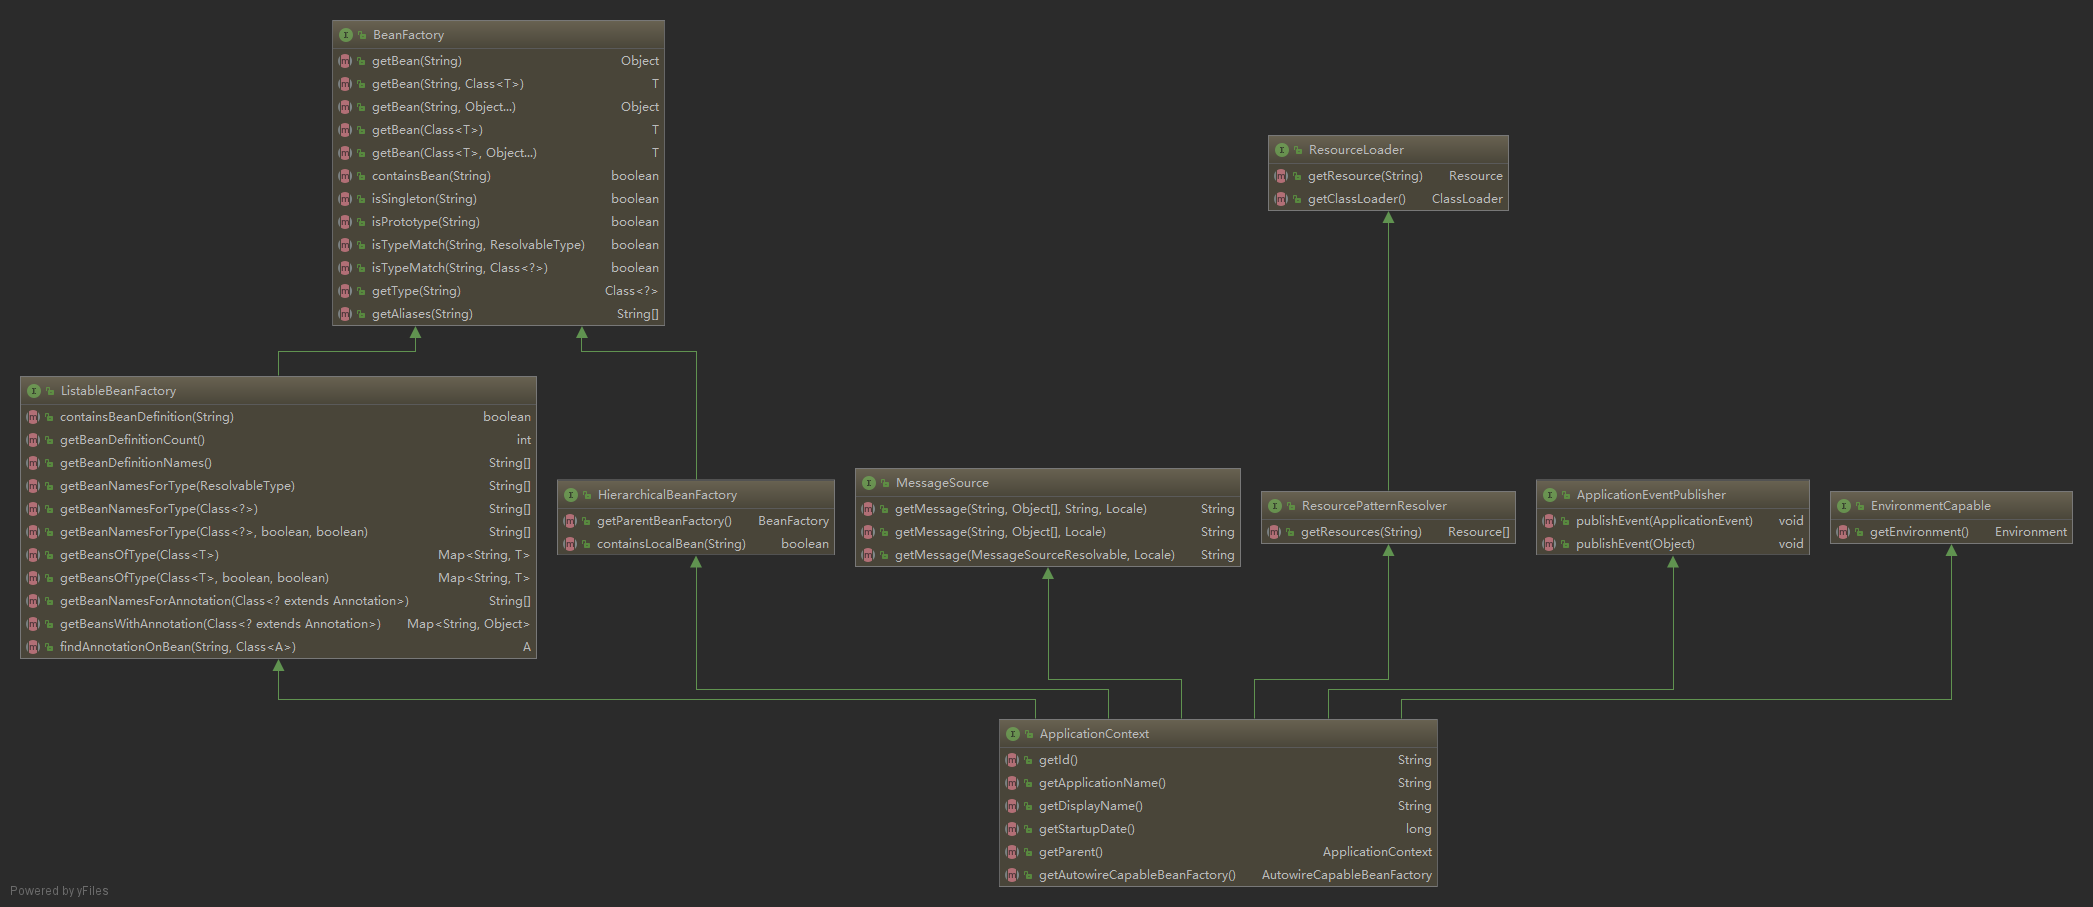 BeanFactory
getBean(String) Object
getBean(String, Class<T>) T
getBean(String, Object...) Object
getBean(Class<T>) T
getBean(Class<T>, Object...) T
containsBean(String) boolean
isSingleton(String) boolean
isPrototype(String) boolean
isTypeMatch(String, ResolvableType) boolean
isTypeMatch(String, Class<?>) boolean
getType(String) Class<?>
getAliases(String) String[]
ResourceLoader
getResource(String) Resource
getClassLoader() ClassLoader
ListableBeanFactory
containsBeanDefinition(String) boolean
getBeanDefinitionCount() int
getBeanDefinitionNames() String[]
getBeanNamesForType(ResolvableType) String[]
getBeanNamesForType(Class<?>) String[]
getBeanNamesForType(Class<?>, boolean, boolean) String[]
getBeansOfType(Class<T>) Map<String, T>
getBeansOfType(Class<T>, boolean, boolean) Map<String, T>
getBeanNamesForAnnotation(Class<? extends Annotation>) String[]
getBeansWithAnnotation(Class<? extends Annotation>) Map<String, Object>
findAnnotationOnBean(String, Class<A>) A
HierarchicalBeanFactory
getParentBeanFactory() BeanFactory
containsLocalBean(String) boolean
MessageSource
getMessage(String, Object[], String, Locale) String
getMessage(String, Object[], Locale) String
getMessage(MessageSourceResolvable, Locale) String
ResourcePatternResolver
getResources(String) Resource[]
ApplicationEventPublisher
publishEvent(ApplicationEvent) void
publishEvent(Object) void
EnvironmentCapable
getEnvironment() Environment
ApplicationContext
getId() String
getApplicationName() String
getDisplayName() String
getStartupDate() long
getParent() ApplicationContext
getAutowireCapableBeanFactory() AutowireCapableBeanFactory
Powered by yFiles